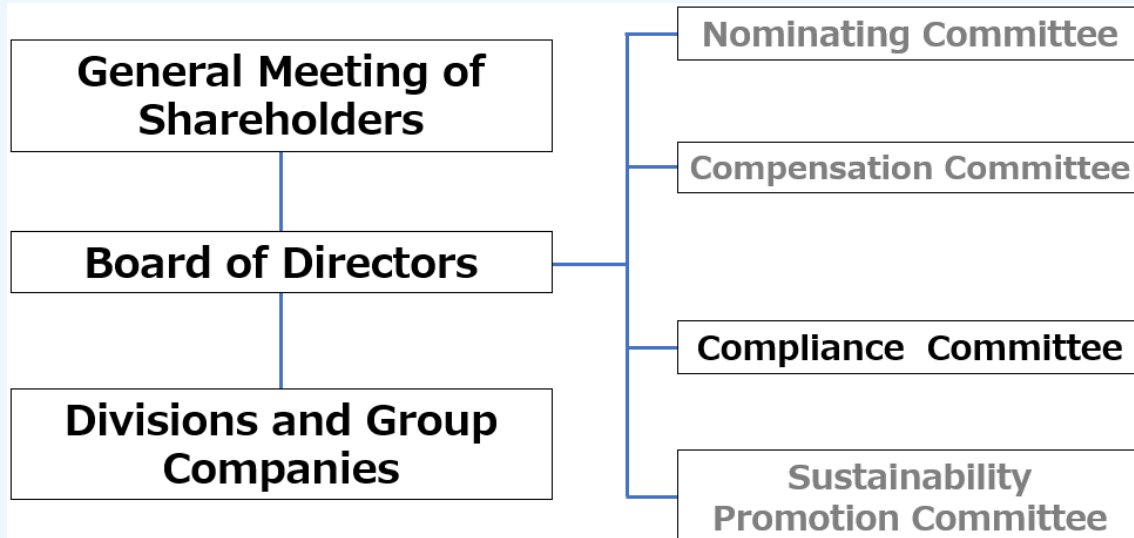 General Meeting of
Shareholders
Board of Directors
Divisions and Group
Companies
Nominating Committee
Compensation Committee
Compliance Committee
Sustainability
Promotion Committee